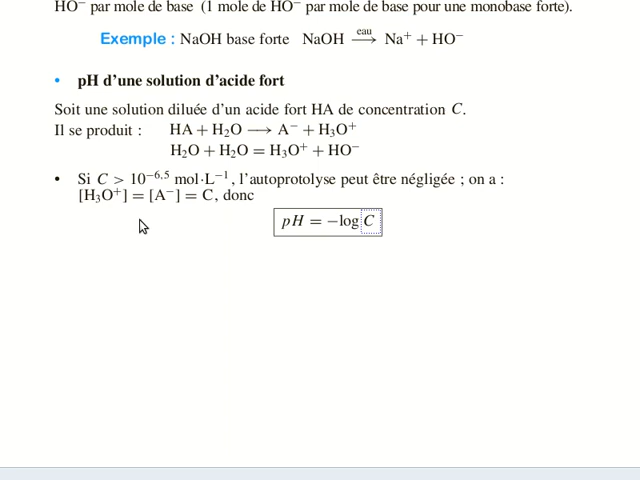 HO⁻ par mole de base (1 mole de HO⁻ par mole de base pour une monobase forte).
Exemple : NaOH base forte NaOH —eau→ Na⁺ + HO⁻
• pH d’une solution d’acide fort
Soit une solution diluée d’un acide fort HA de concentration C.
Il se produit : HA + H₂O ⟶ A⁻ + H₃O⁺
H₂O + H₂O = H₃O⁺ + HO⁻
• Si C > 10⁻⁶,⁵ mol·L⁻¹, l’autoprotolyse peut être négligée ; on a :
[H₃O⁺] = [A⁻] = C, donc
pH = −log C